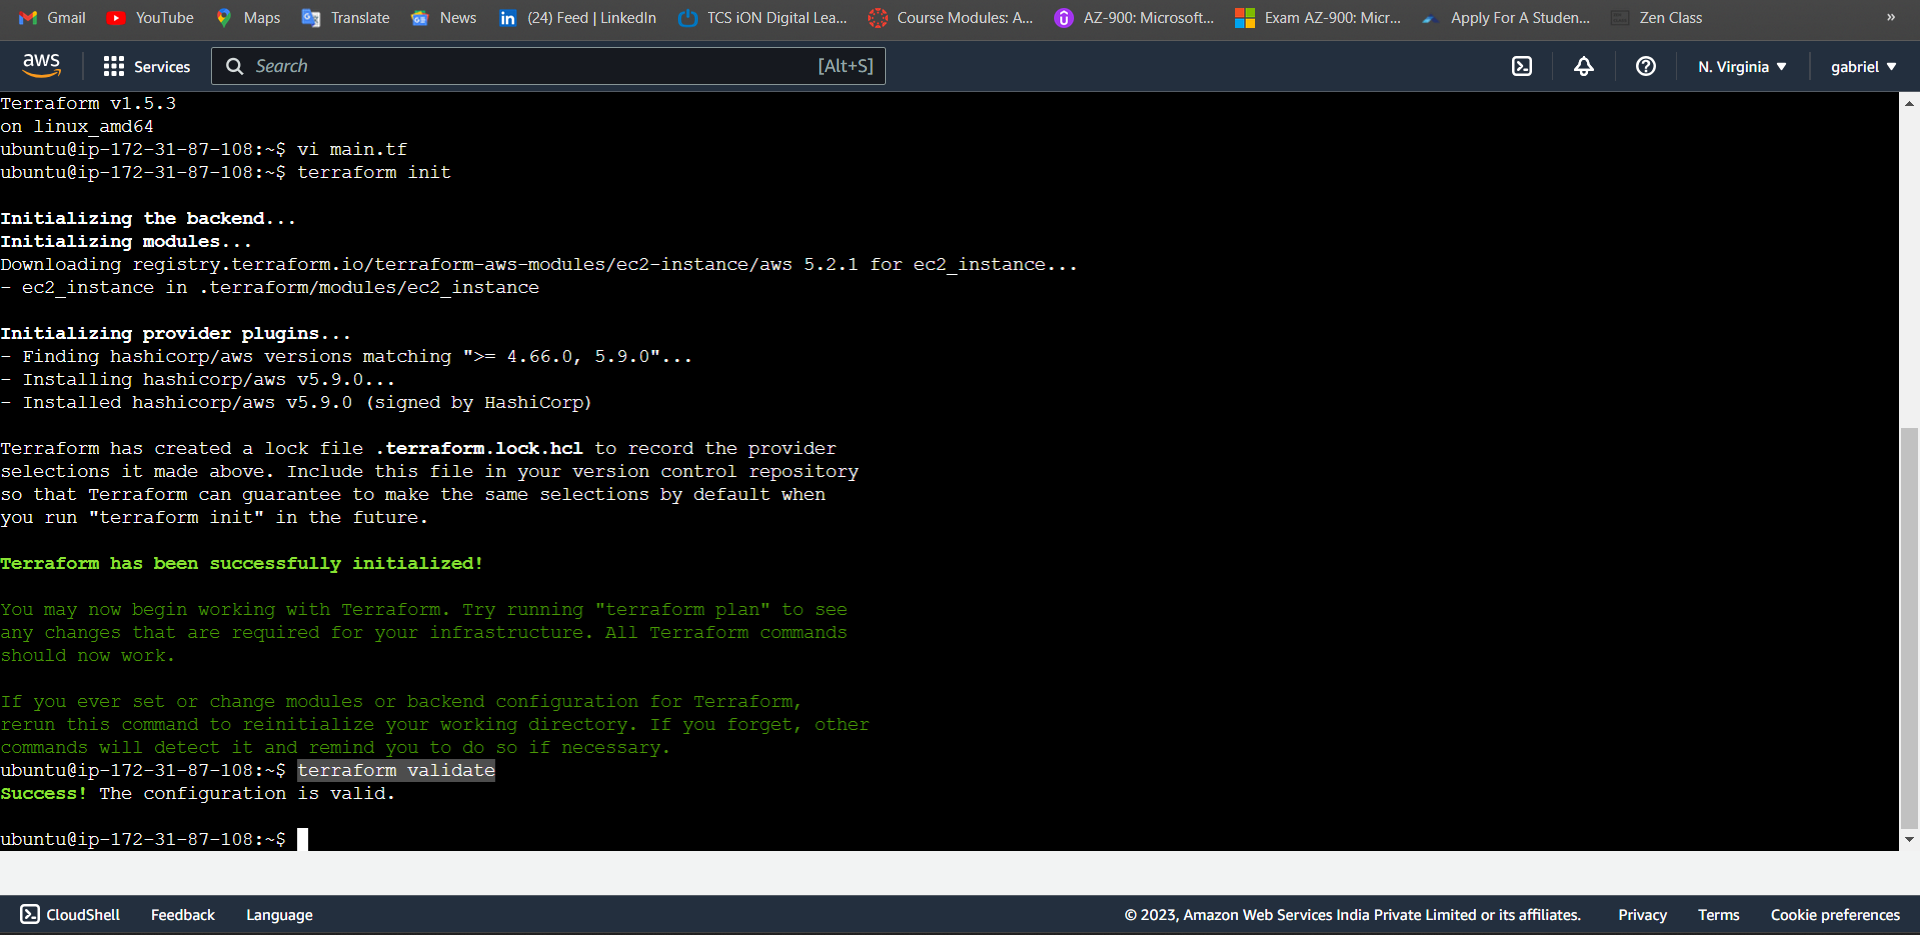 Gmail YouTube Maps Translate News (24) Feed | LinkedIn TCS iON Digital Lea... Course Modules: A... AZ-900: Microsoft... Exam AZ-900: Micr... Apply For A Studen... Zen Class »
aws Services Search [Alt+S] N. Virginia gabriel
Terraform v1.5.3
on linux_amd64
ubuntu@ip-172-31-87-108:~$ vi main.tf
ubuntu@ip-172-31-87-108:~$ terraform init
Initializing the backend...
Initializing modules...
Downloading registry.terraform.io/terraform-aws-modules/ec2-instance/aws 5.2.1 for ec2_instance...
- ec2_instance in .terraform/modules/ec2_instance
Initializing provider plugins...
- Finding hashicorp/aws versions matching ">= 4.66.0, 5.9.0"...
- Installing hashicorp/aws v5.9.0...
- Installed hashicorp/aws v5.9.0 (signed by HashiCorp)
Terraform has created a lock file .terraform.lock.hcl to record the provider
selections it made above. Include this file in your version control repository
so that Terraform can guarantee to make the same selections by default when
you run "terraform init" in the future.
Terraform has been successfully initialized!
You may now begin working with Terraform. Try running "terraform plan" to see
any changes that are required for your infrastructure. All Terraform commands
should now work.
If you ever set or change modules or backend configuration for Terraform,
rerun this command to reinitialize your working directory. If you forget, other
commands will detect it and remind you to do so if necessary.
ubuntu@ip-172-31-87-108:~$ terraform validate
Success! The configuration is valid.
ubuntu@ip-172-31-87-108:~$
CloudShell Feedback Language © 2023, Amazon Web Services India Private Limited or its affiliates. Privacy Terms Cookie preferences